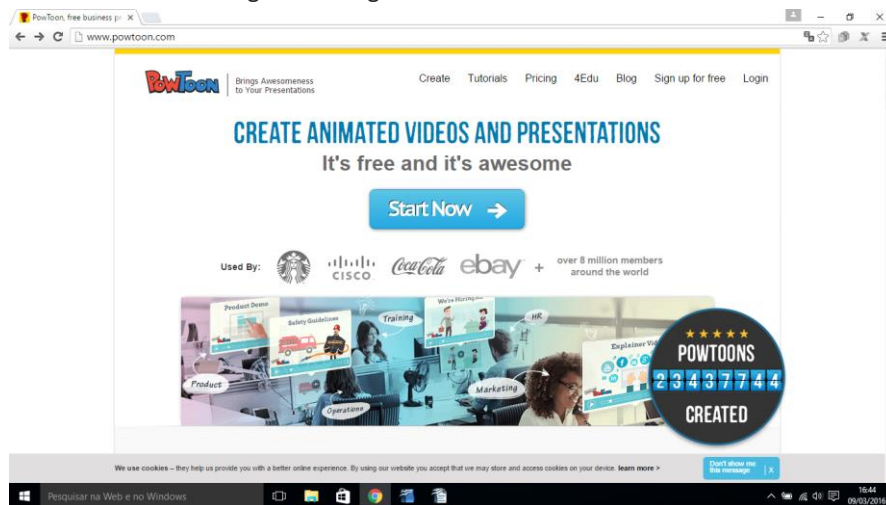 PowToon, free business pr
www.powtoon.com
POWTOON
Brings Awesomeness
to Your Presentations
Create Tutorials Pricing 4Edu Blog Sign up for free Login
CREATE ANIMATED VIDEOS AND PRESENTATIONS
It's free and it's awesome
Start Now
Used By:
CISCO
Coca-Cola
ebay
+ over 8 million members
around the world
Product Demo
Safety Guidelines
Training
We're Hiring
HR
Explainer
Product
Operations
Marketing
POWTOONS
23437744
CREATED
We use cookies – they help us provide you with a better online experience. By using our website you accept that we may store and access cookies on your device. learn more >
Don't show me
this message X
Pesquisar na Web e no Windows
16:44
09/03/2016